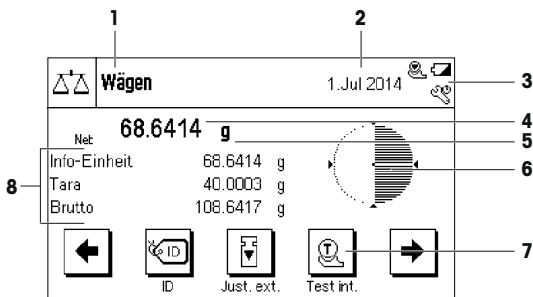 1
2
Wägen
1.Jul 2014
3
68.6414 g
4
Net
5
Info-Einheit 68.6414 g
6
8
Tara 40.0003 g
Brutto 108.6417 g
ID
T
7
ID
Just. ext.
Test int.